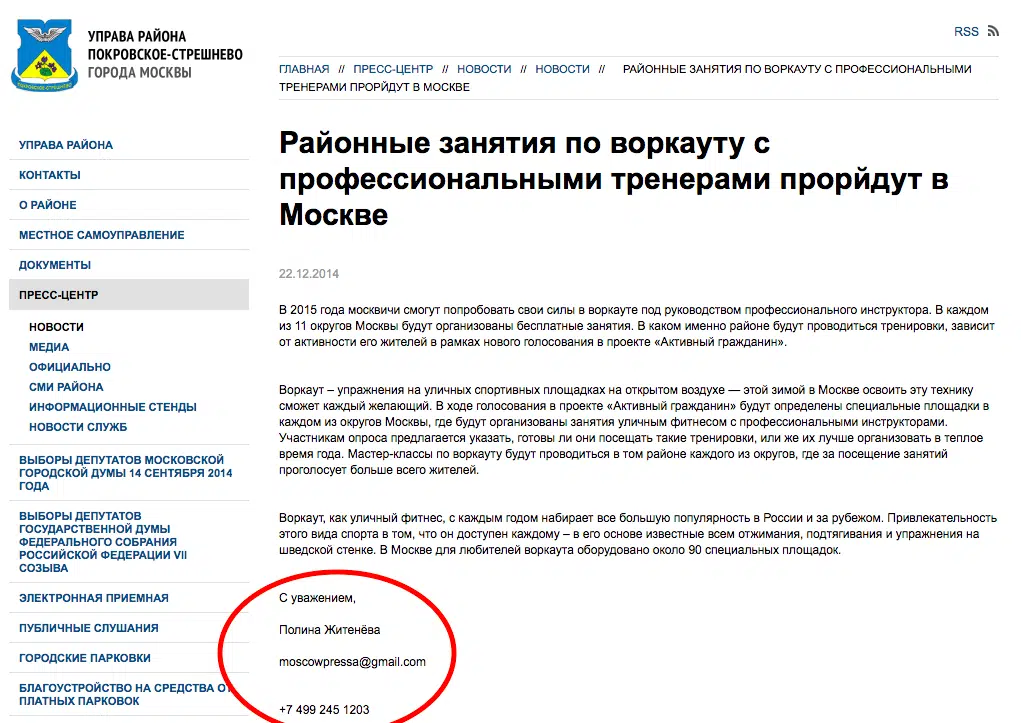 УПРАВА РАЙОНА
ПОКРОВСКОЕ-СТРЕШНЕВО
ГОРОДА МОСКВЫ
ПОКРОВСКОЕ-СТРЕШНЕВО
RSS
ГЛАВНАЯ // ПРЕСС-ЦЕНТР // НОВОСТИ // НОВОСТИ // РАЙОННЫЕ ЗАНЯТИЯ ПО ВОРКАУТУ С ПРОФЕССИОНАЛЬНЫМИ
ТРЕНЕРАМИ ПРОРЙДУТ В МОСКВЕ
УПРАВА РАЙОНА
КОНТАКТЫ
О РАЙОНЕ
МЕСТНОЕ САМОУПРАВЛЕНИЕ
ДОКУМЕНТЫ
ПРЕСС-ЦЕНТР
НОВОСТИ
МЕДИА
ОФИЦИАЛЬНО
СМИ РАЙОНА
ИНФОРМАЦИОННЫЕ СТЕНДЫ
НОВОСТИ СЛУЖБ
ВЫБОРЫ ДЕПУТАТОВ МОСКОВСКОЙ
ГОРОДСКОЙ ДУМЫ 14 СЕНТЯБРЯ 2014
ГОДА
ВЫБОРЫ ДЕПУТАТОВ
ГОСУДАРСТВЕННОЙ ДУМЫ
ФЕДЕРАЛЬНОГО СОБРАНИЯ
РОССИЙСКОЙ ФЕДЕРАЦИИ VII
СОЗЫВА
ЭЛЕКТРОННАЯ ПРИЕМНАЯ
ПУБЛИЧНЫЕ СЛУШАНИЯ
ГОРОДСКИЕ ПАРКОВКИ
БЛАГОУСТРОЙСТВО НА СРЕДСТВА ОТ
ПЛАТНЫХ ПАРКОВОК
Районные занятия по воркауту с
профессиональными тренерами прорйдут в
Москве
22.12.2014
В 2015 года москвичи смогут попробовать свои силы в воркауте под руководством профессионального инструктора. В каждом
из 11 округов Москвы будут организованы бесплатные занятия. В каком именно районе будут проводиться тренировки, зависит
от активности его жителей в рамках нового голосования в проекте «Активный гражданин».
Воркаут – упражнения на уличных спортивных площадках на открытом воздухе — этой зимой в Москве освоить эту технику
сможет каждый желающий. В ходе голосования в проекте «Активный гражданин» будут определены специальные площадки в
каждом из округов Москвы, где будут организованы занятия уличным фитнесом с профессиональными инструкторами.
Участникам опроса предлагается указать, готовы ли они посещать такие тренировки, или же их лучше организовать в теплое
время года. Мастер-классы по воркауту будут проводиться в том районе каждого из округов, где за посещение занятий
проголосует больше всего жителей.
Воркаут, как уличный фитнес, с каждым годом набирает все большую популярность в России и за рубежом. Привлекательность
этого вида спорта в том, что он доступен каждому – в его основе известные всем отжимания, подтягивания и упражнения на
шведской стенке. В Москве для любителей воркаута оборудовано около 90 специальных площадок.
С уважением,
Полина Житенёва
moscowpressa@gmail.com
+7 499 245 1203